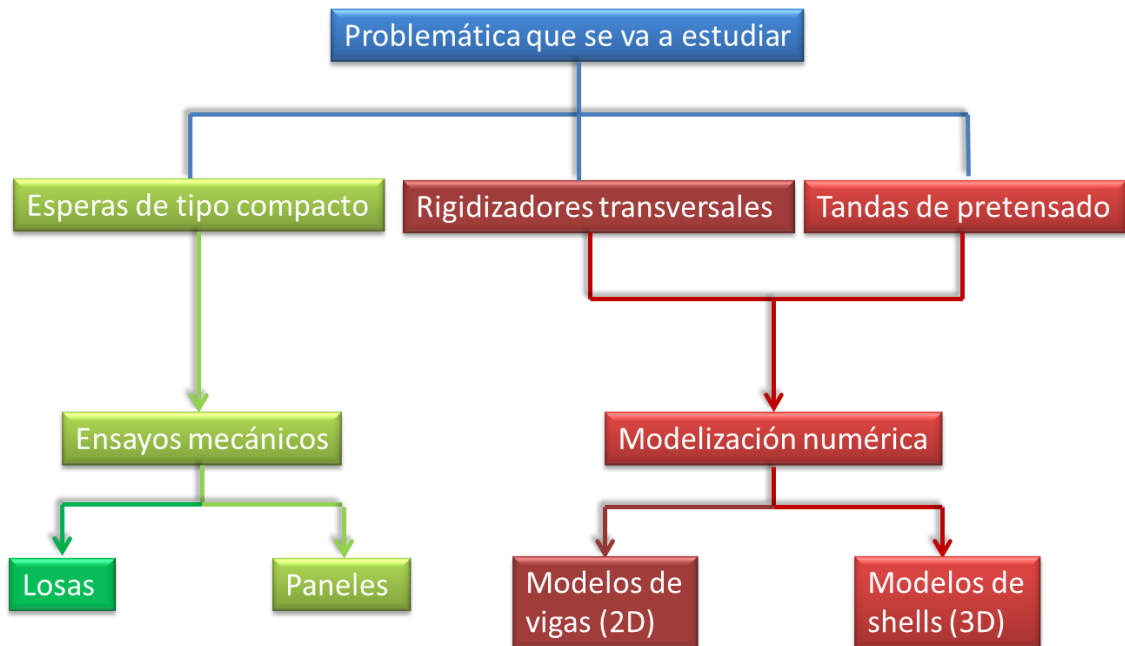 Problemática que se va a estudiar
Esperas de tipo compacto
Rigidizadores transversales
Tandas de pretensado
Ensayos mecánicos
Modelización numérica
Losas
Paneles
Modelos de
vigas (2D)
Modelos de
shells (3D)